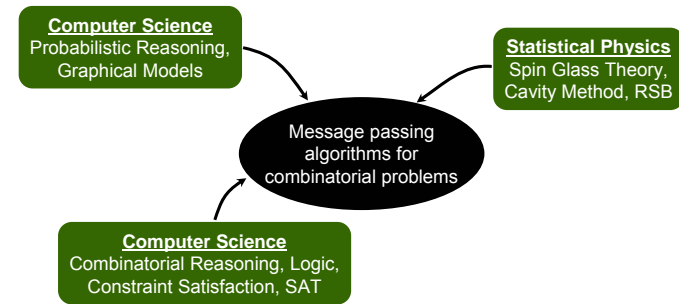 Computer Science
Probabilistic Reasoning,
Graphical Models
Statistical Physics
Spin Glass Theory,
Cavity Method, RSB
Message passing
algorithms for
combinatorial problems
Computer Science
Combinatorial Reasoning, Logic,
Constraint Satisfaction, SAT